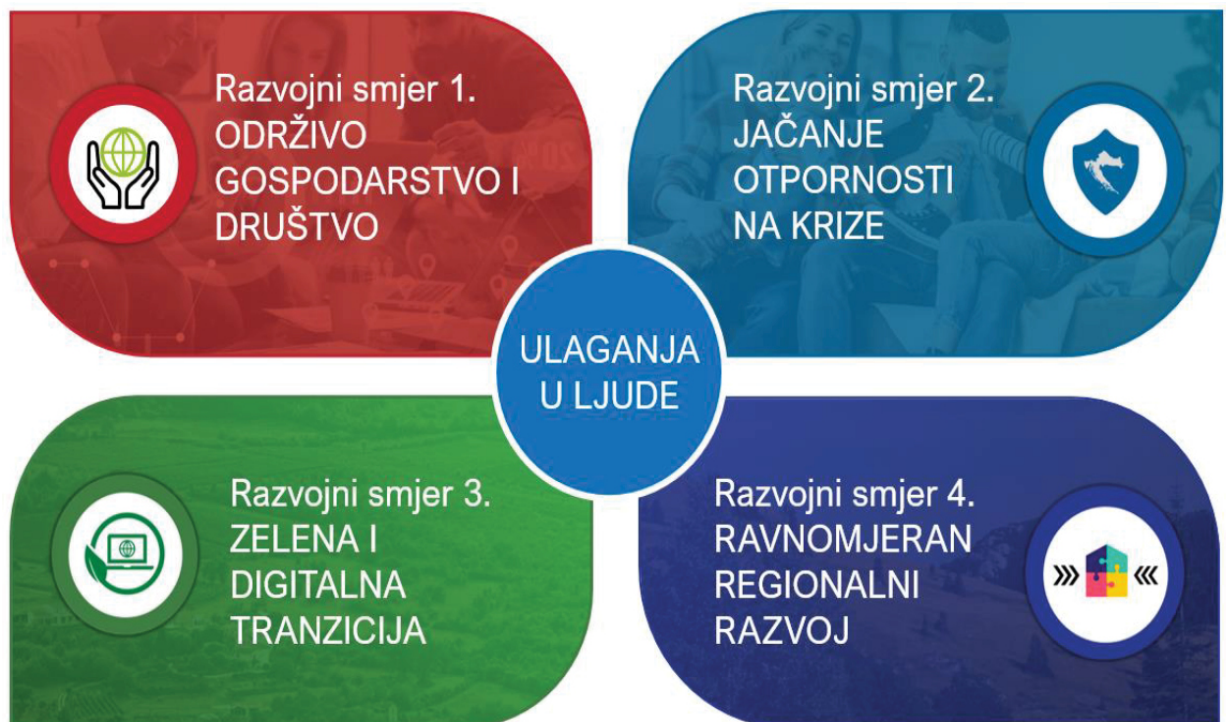 Razvojni smjer 1.
ODRŽIVO
GOSPODARSTVO I
DRUŠTVO
Razvojni smjer 2.
JAČANJE
OTPORNOSTI
NA KRIZE
ULAGANJA
U LJUDE
Razvojni smjer 3.
ZELENA I
DIGITALNA
TRANZICIJA
Razvojni smjer 4.
RAVNOMJERAN
REGIONALNI
RAZVOJ